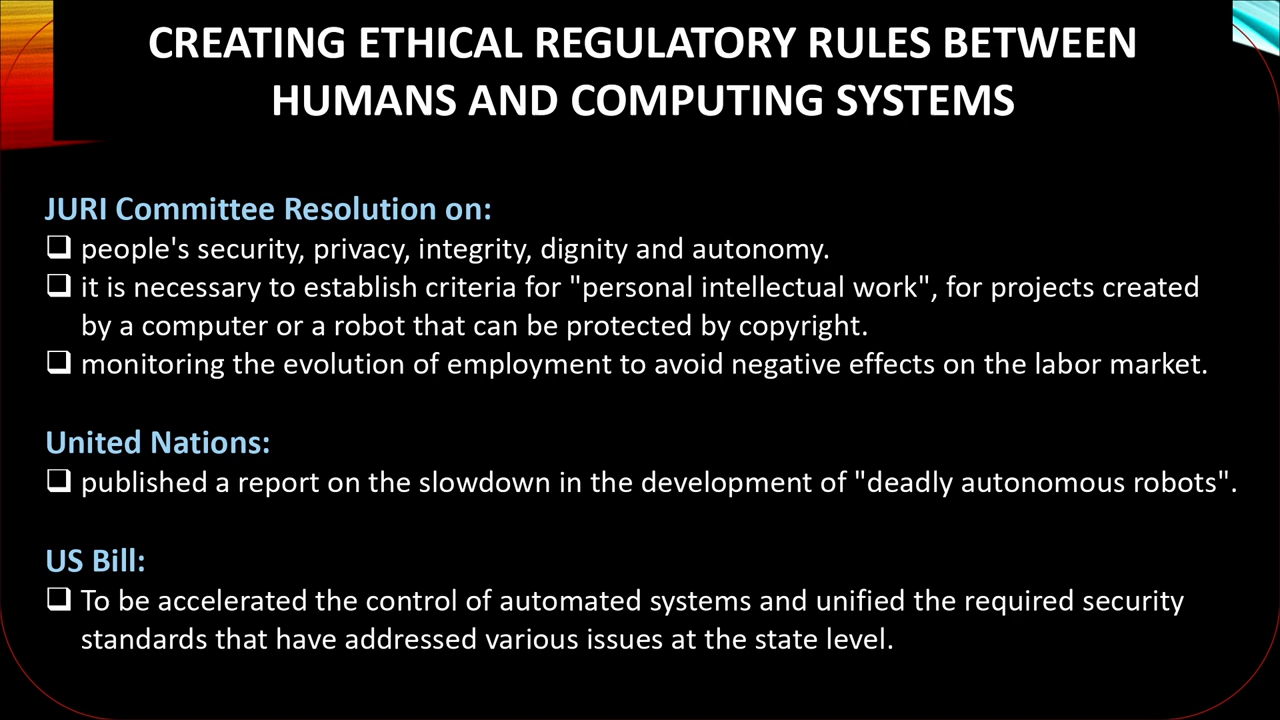 CREATING ETHICAL REGULATORY RULES BETWEEN
HUMANS AND COMPUTING SYSTEMS
JURI Committee Resolution on:
❑ people's security, privacy, integrity, dignity and autonomy.
❑ it is necessary to establish criteria for "personal intellectual work", for projects created
by a computer or a robot that can be protected by copyright.
❑ monitoring the evolution of employment to avoid negative effects on the labor market.
United Nations:
❑ published a report on the slowdown in the development of "deadly autonomous robots".
US Bill:
❑ To be accelerated the control of automated systems and unified the required security
standards that have addressed various issues at the state level.